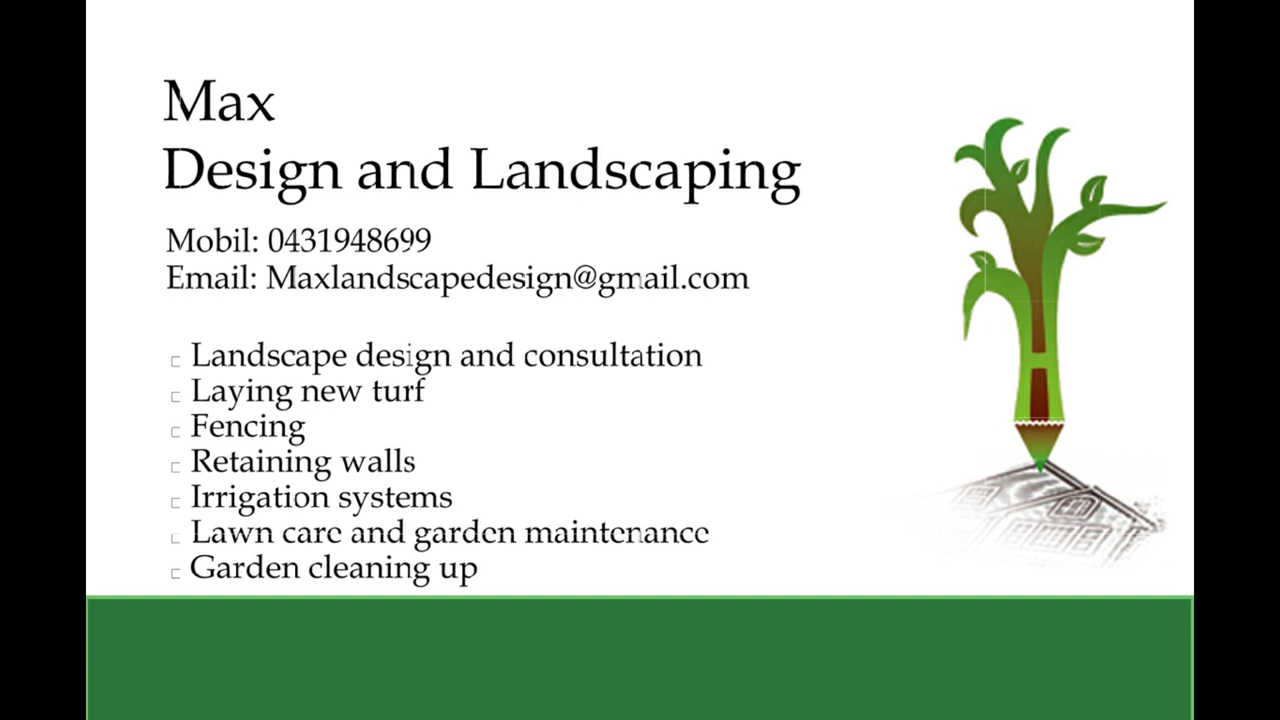 Max
Design and Landscaping
Mobil: 0431948699
Email: Maxlandscapedesign@gmail.com
Landscape design and consultation
Laying new turf
Fencing
Retaining walls
Irrigation systems
Lawn care and garden maintenance
Garden cleaning up